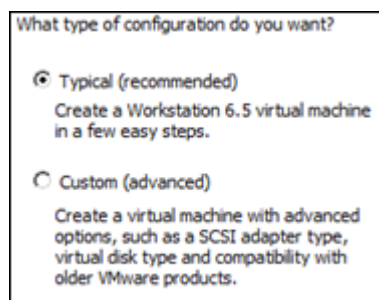 What type of configuration do you want?
Typical (recommended)
Create a Workstation 6.5 virtual machine
in a few easy steps.
Custom (advanced)
Create a virtual machine with advanced
options, such as a SCSI adapter type,
virtual disk type and compatibility with
older VMware products.